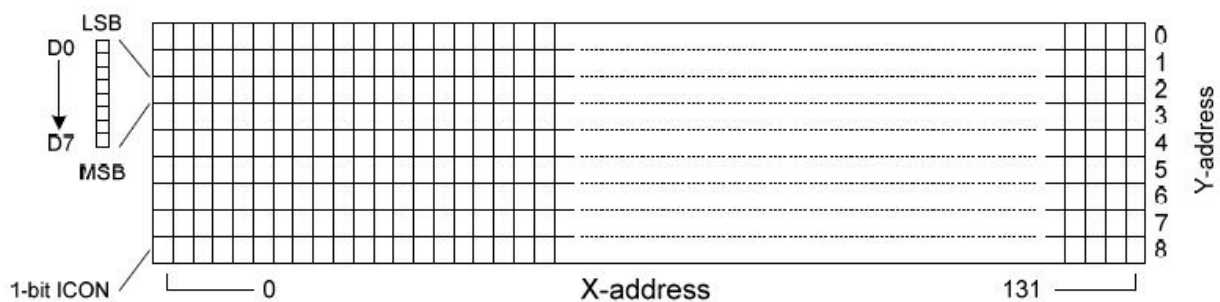 LSB
D0
D7
MSB
1-bit ICON
0
X-address
131
0
1
2
3
4
5
6
7
8
Y-address